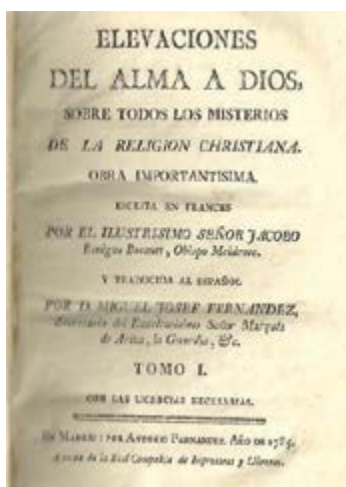 ELEVACIONES
DEL ALMA A DIOS,
SOBRE TODOS LOS MISTERIOS
DE LA RELIGION CHRISTIANA.
OBRA IMPORTANTISIMA,
ESCRITA EN FRANCES
POR EL ILUSTRISIMO SEÑOR JACOBO
Benigno Bossuet, Obispo Meldense.
Y TRADUCIDA AL ESPAÑOL
POR D. MIGUEL JOSEF FERNANDEZ,
Secretario del Excelentisimo Señor Marqués
de Ariza, la Guardia, &c.
TOMO I.
CON LAS LICENCIAS NECESARIAS.
EN MADRID: POR ANTONIO FERNANDEZ. AÑO DE 1785.
A costa de la Real Compañia de Impresores y Libreros.